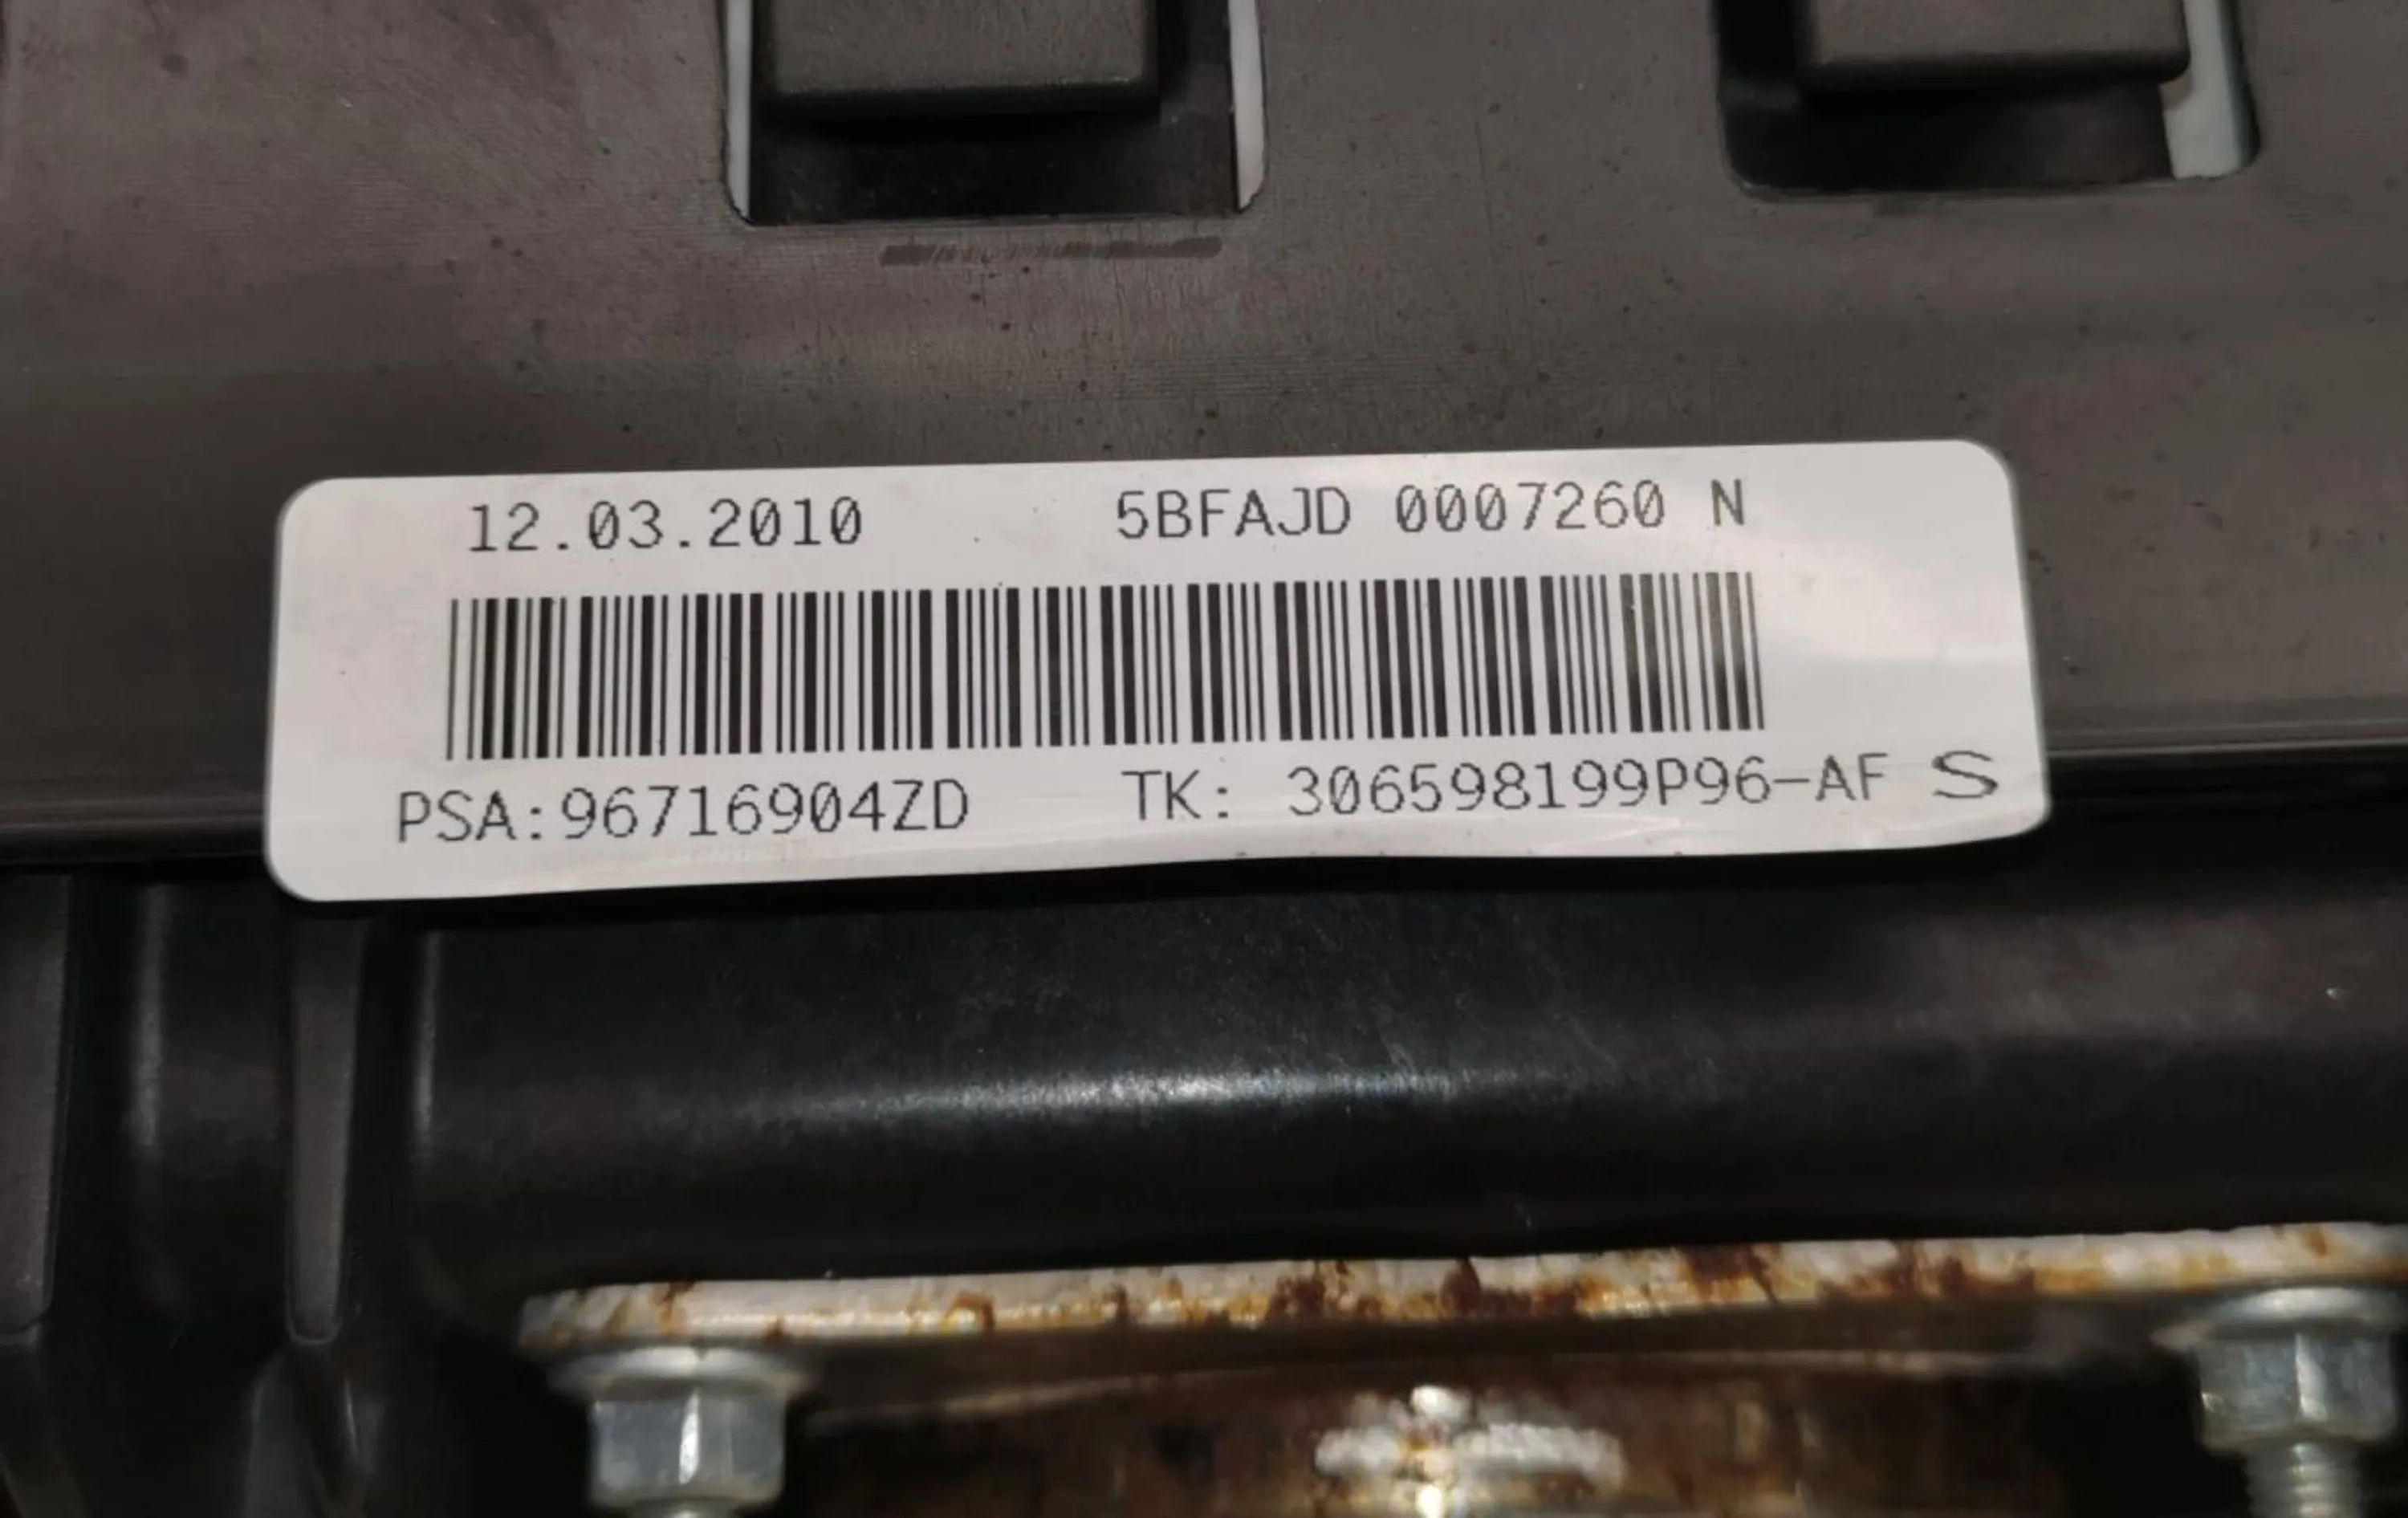 12.03.2010 5BFAJD 0007260 N
PSA:96716904ZD TK: 306598199P96-AF S